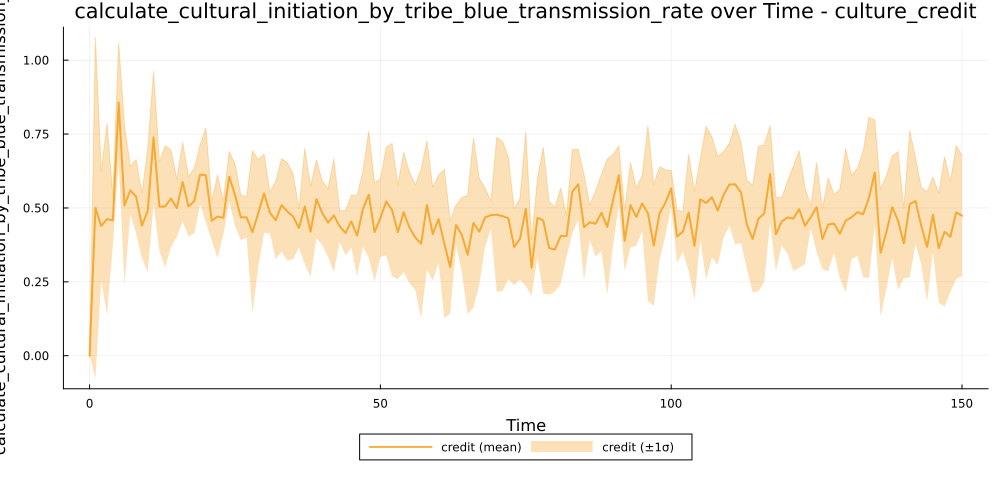 calculate_cultural_initiation_by_tribe_blue_transmission_rate over Time - culture_credit
calculate_cultural_initiation_by_tribe_blue_transmission
1.00
0.75
0.50
0.25
0.00
0
50
100
150
Time
credit (mean)
credit (±1σ)